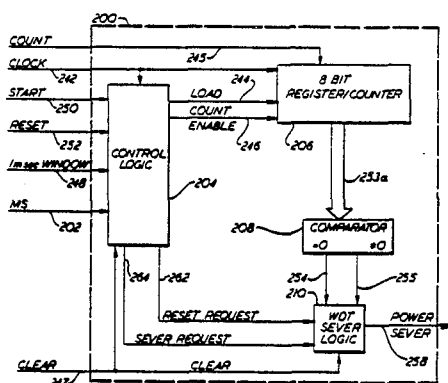 200
COUNT
245
CLOCK
242
244
8 BIT
REGISTER/COUNTER
START
250
LOAD
COUNT
ENABLE
246
206
RESET
252
CONTROL
LOGIC
1m sec WINDOW
248
204
253a
MS
202
208
COMPARATOR
=0 ≠0
264
262
254
255
210
RESET REQUEST
WDT
SEVER
LOGIC
POWER
SEVER
258
SEVER REQUEST
CLEAR
CLEAR